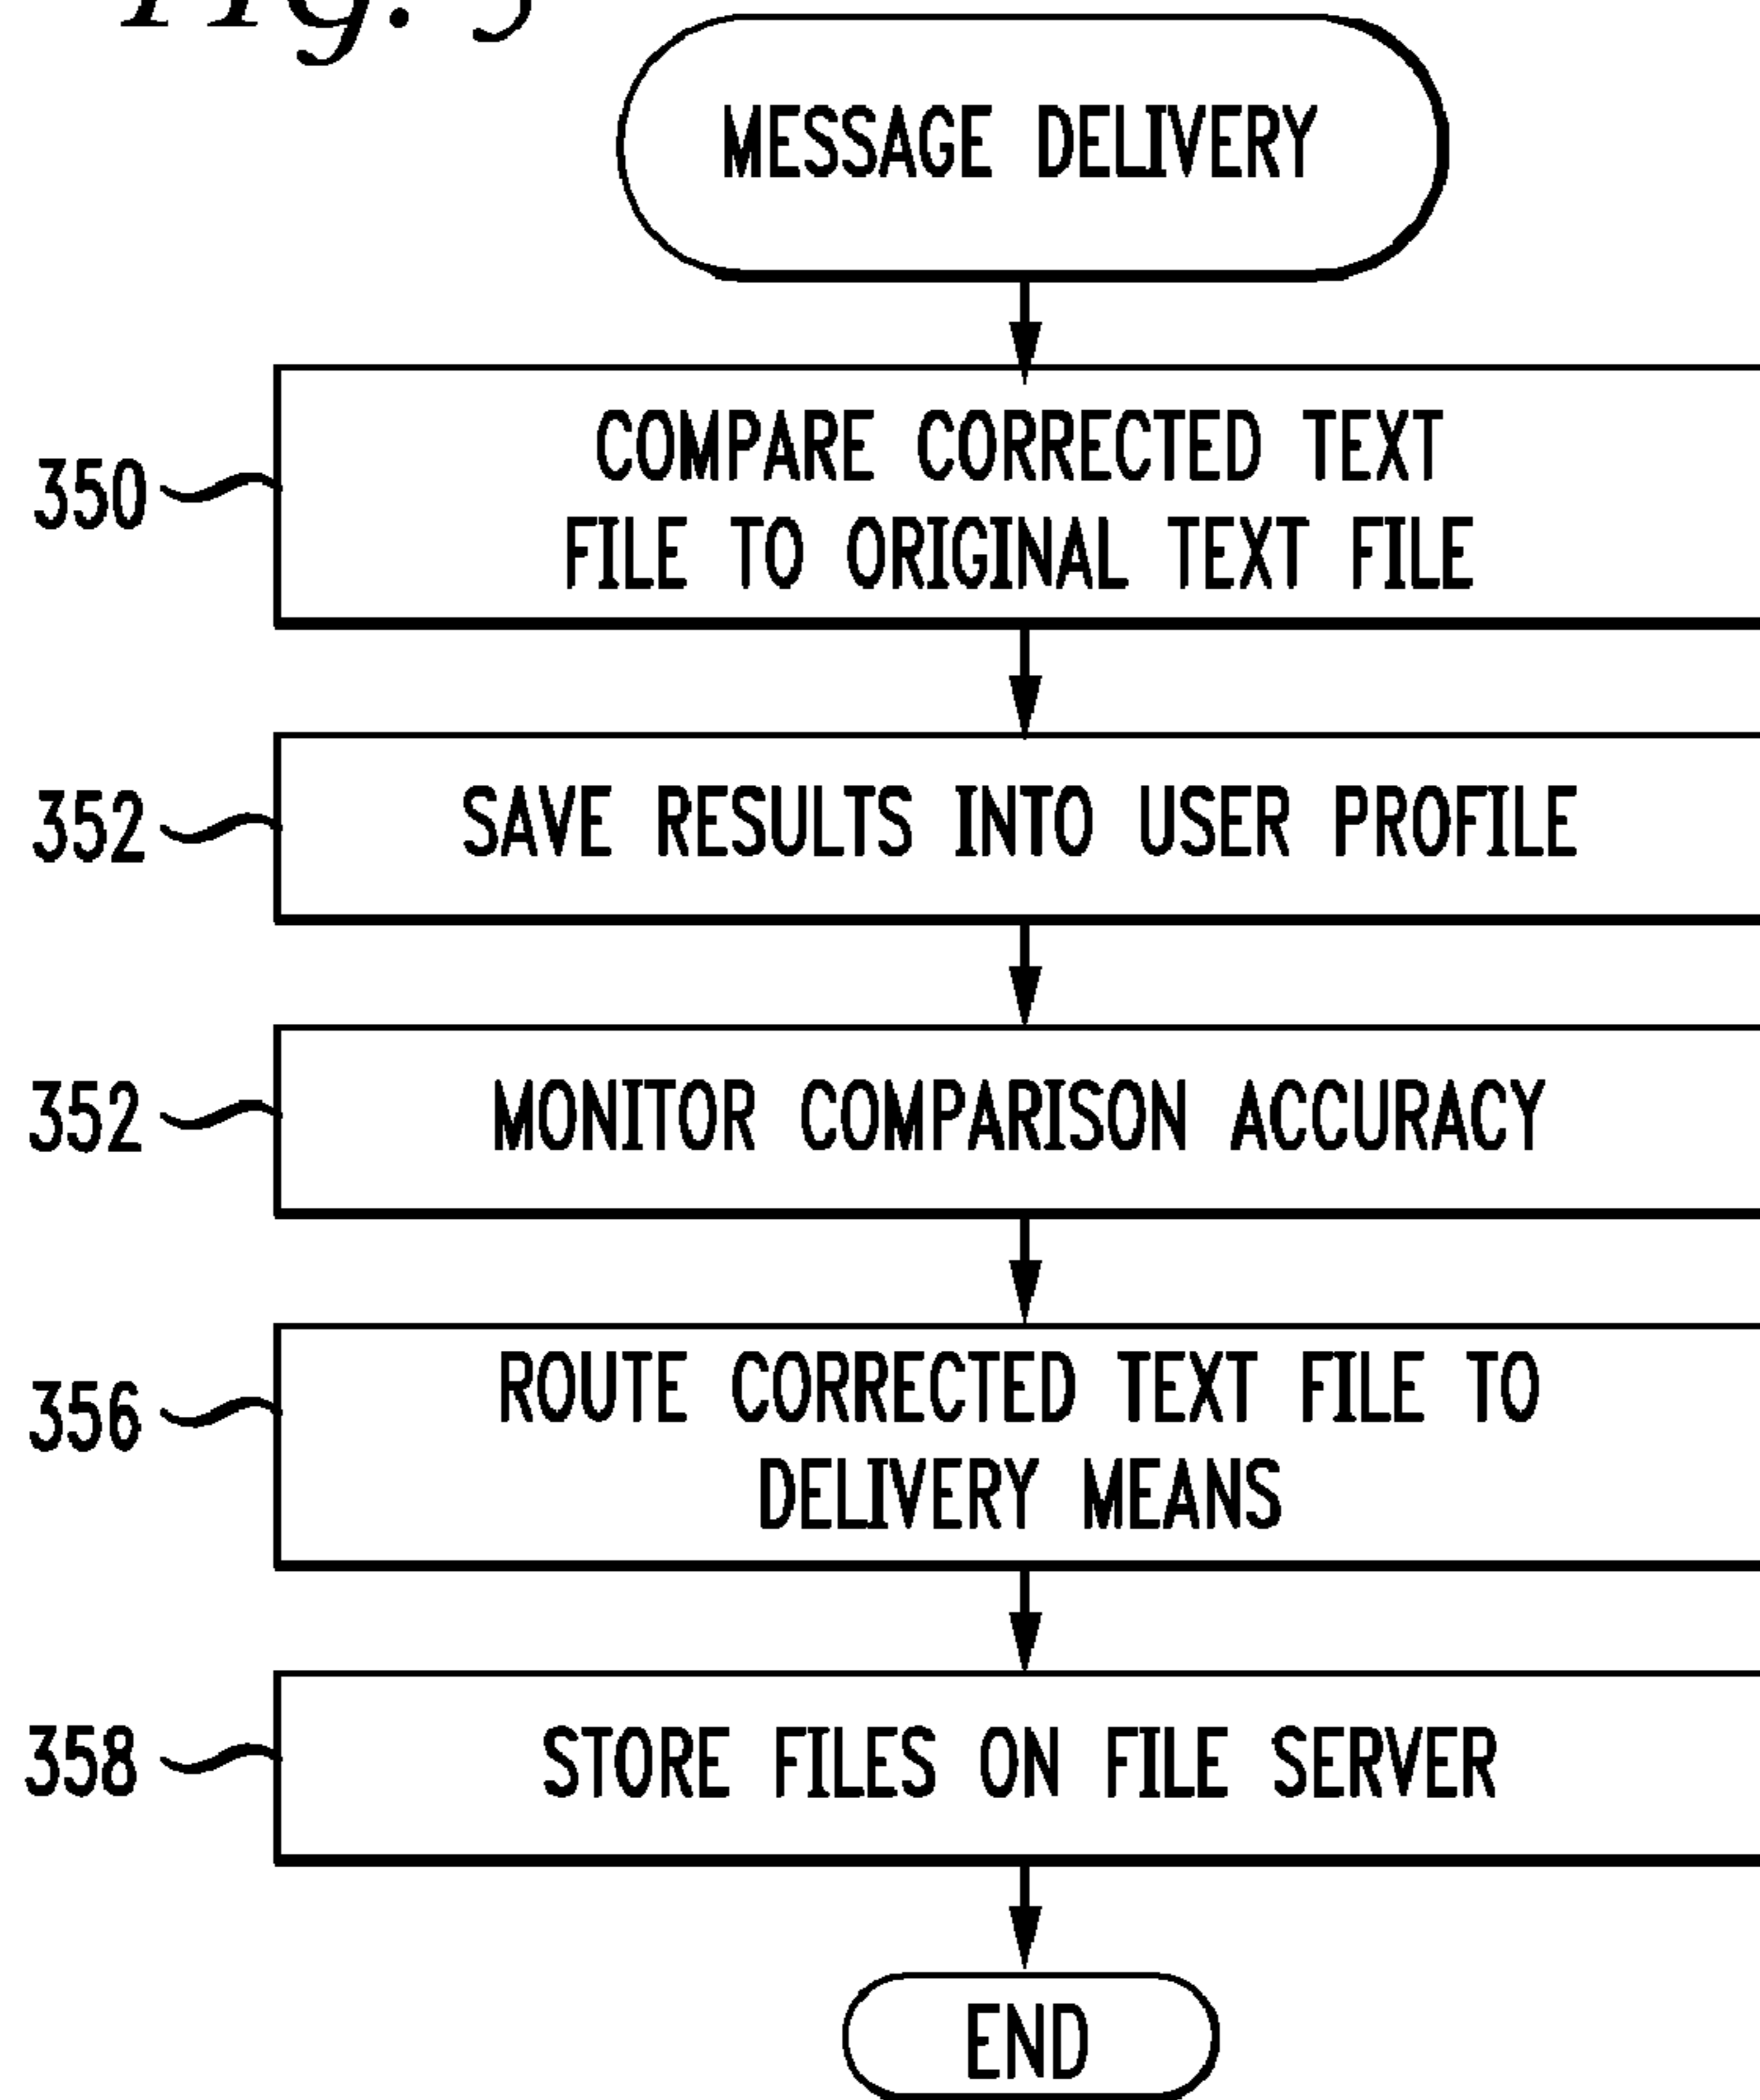 Fig.
MESSAGE DELIVERY
350
COMPARE CORRECTED TEXT
FILE TO ORIGINAL TEXT FILE
352
SAVE RESULTS INTO USER PROFILE
352
MONITOR COMPARISON ACCURACY
356
ROUTE CORRECTED TEXT FILE TO
DELIVERY MEANS
358
STORE FILES ON FILE SERVER
END